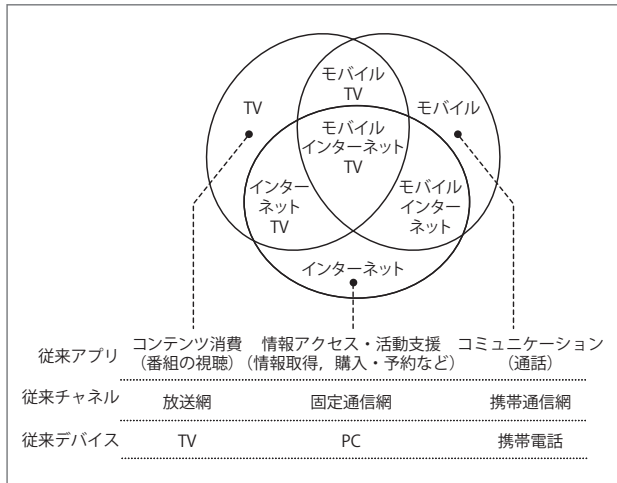 モバイル
TV
TV
モバイル
モバイル
インターネット
TV
インター
ネット
TV
モバイル
インター
ネット
インターネット
従来アプリ
コンテンツ消費
（番組の視聴）
情報アクセス・活動支援
（情報取得，購入・予約など）
コミュニケーション
（通話）
従来チャネル 放送網 固定通信網 携帯通信網
従来デバイス TV PC 携帯電話